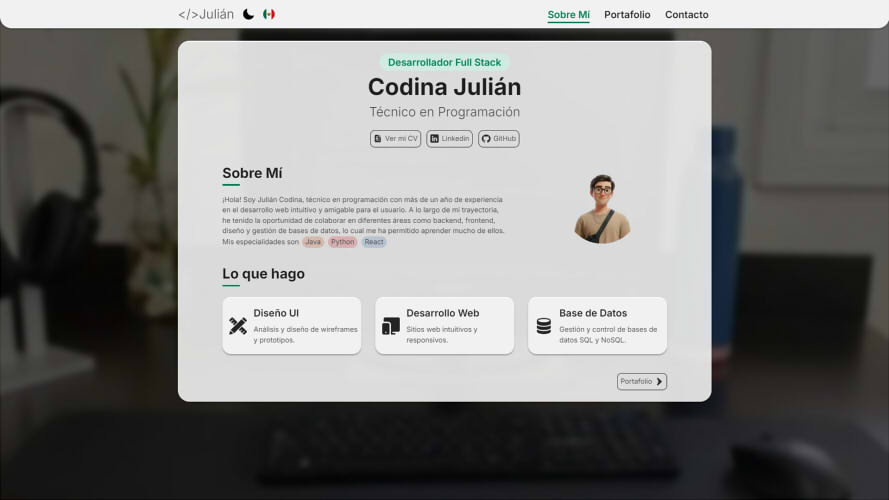 </>Julián
Sobre Mí Portafolio Contacto
Desarrollador Full Stack
Codina Julián
Técnico en Programación
Ver mi CV Linkedin GitHub
Sobre Mí
¡Hola! Soy Julián Codina, técnico en programación con más de un año de experiencia
en el desarrollo web intuitivo y amigable para el usuario. A lo largo de mi trayectoria,
he tenido la oportunidad de colaborar en diferentes áreas como backend, frontend,
diseño y gestión de bases de datos, lo cual me ha permitido aprender mucho de ellos.
Mis especialidades son Java Python React
Lo que hago
Diseño UI
Análisis y diseño de wireframes
y prototipos.
Desarrollo Web
Sitios web intuitivos y
responsivos.
Base de Datos
Gestión y control de bases de
datos SQL y NoSQL.
Portafolio